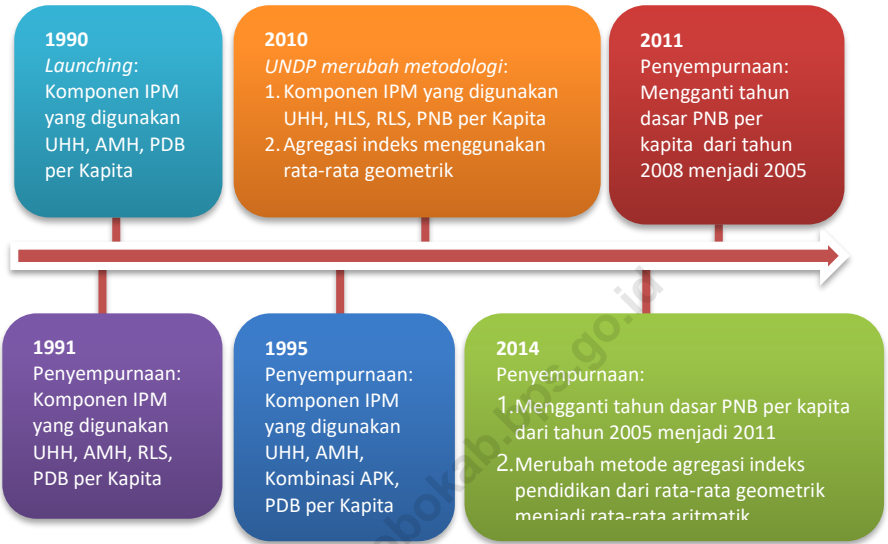 1990
Launching:
Komponen IPM
yang digunakan
UHH, AMH, PDB
per Kapita
2010
UNDP merubah metodologi:
1. Komponen IPM yang digunakan
UHH, HLS, RLS, PNB per Kapita
2. Agregasi indeks menggunakan
rata-rata geometrik
2011
Penyempurnaan:
Mengganti tahun
dasar PNB per
kapita dari tahun
2008 menjadi 2005
1991
Penyempurnaan:
Komponen IPM
yang digunakan
UHH, AMH, RLS,
PDB per Kapita
1995
Penyempurnaan:
Komponen IPM
yang digunakan
UHH, AMH,
Kombinasi APK,
PDB per Kapita
2014
Penyempurnaan:
1. Mengganti tahun dasar PNB per kapita
dari tahun 2005 menjadi 2011
2. Merubah metode agregasi indeks
pendidikan dari rata-rata geometrik
menjadi rata-rata aritmatik